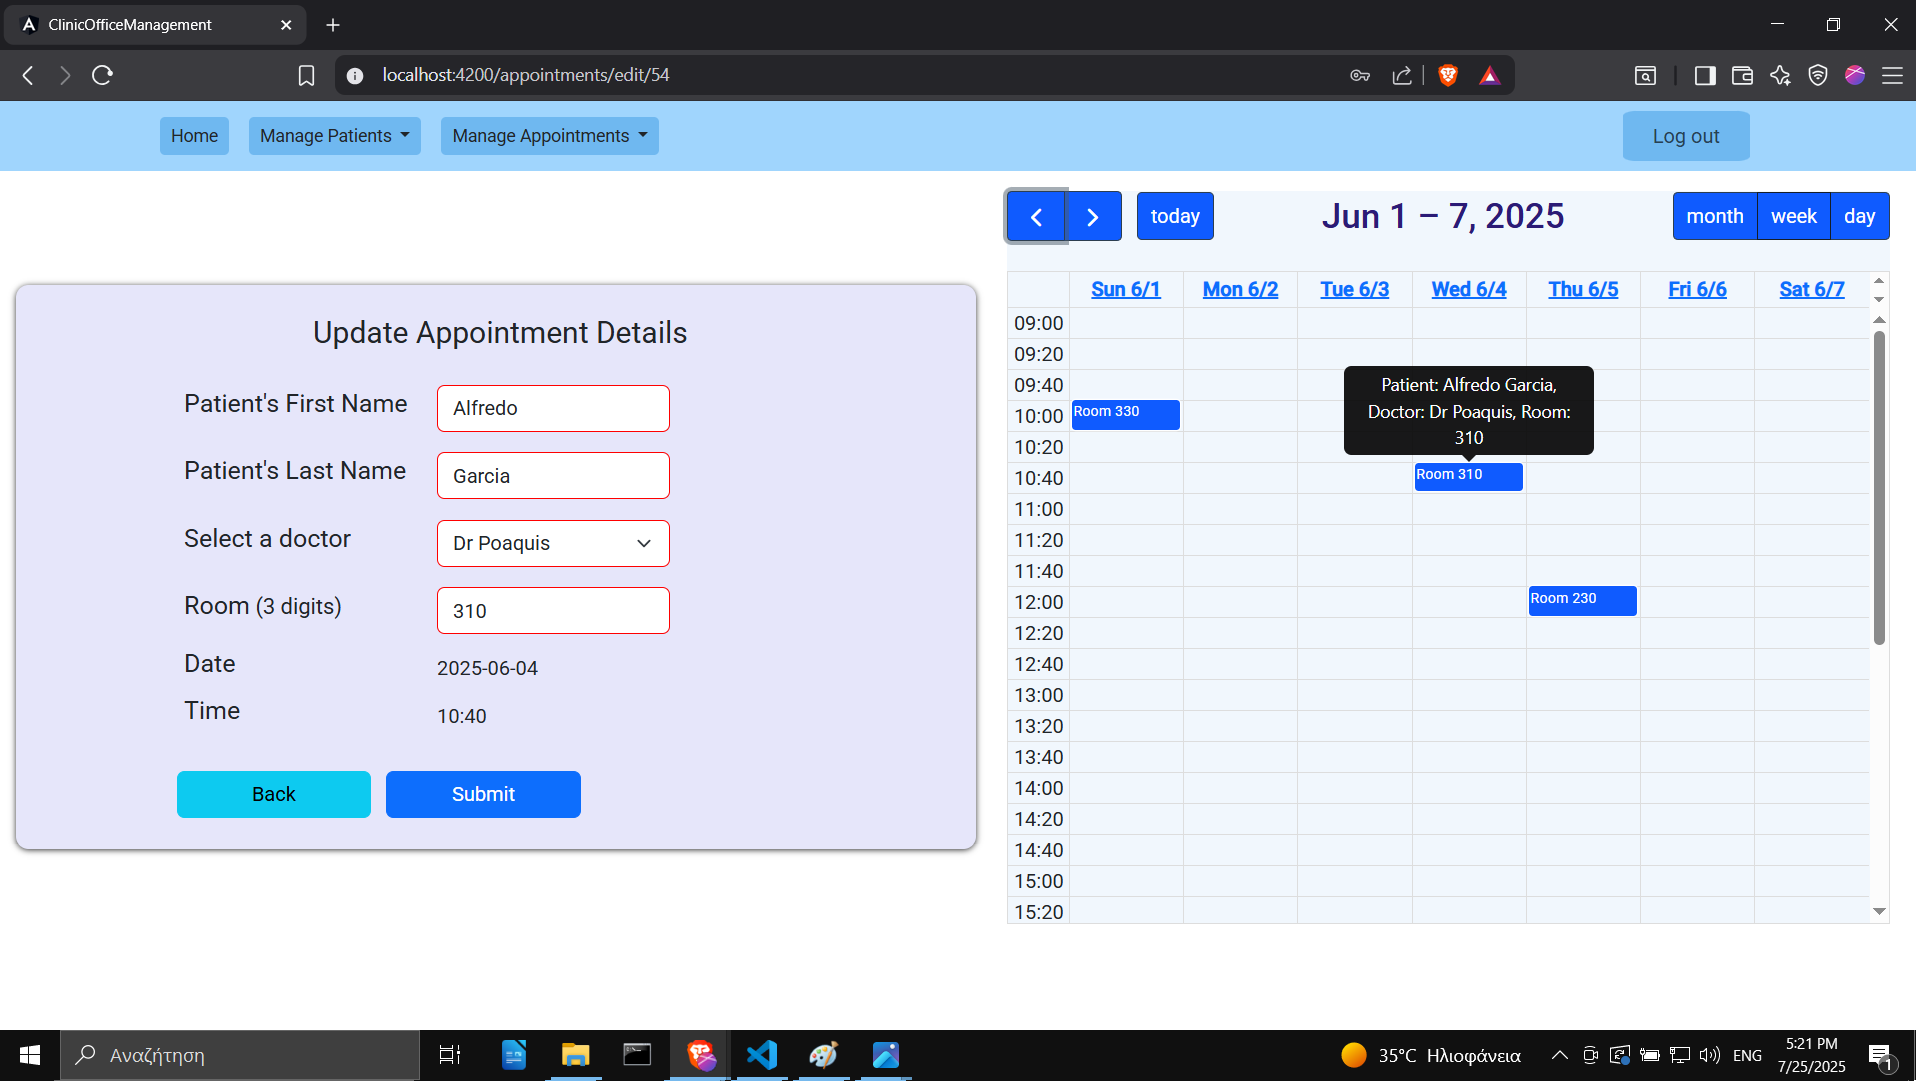 ClinicOfficeManagement
localhost:4200/appointments/edit/54
Home
Manage Patients
Manage Appointments
Log out
Update Appointment Details
Patient's First Name
Alfredo
Patient's Last Name
Garcia
Select a doctor
Dr Poaquis
Room (3 digits)
310
Date
2025-06-04
Time
10:40
Back
Submit
today
Jun 1 – 7, 2025
month
week
day
Sun 6/1
Mon 6/2
Tue 6/3
Wed 6/4
Thu 6/5
Fri 6/6
Sat 6/7
09:00
09:20
09:40
Patient: Alfredo Garcia,
Doctor: Dr Poaquis, Room:
310
10:00
Room 330
10:20
10:40
Room 310
11:00
11:20
11:40
12:00
Room 230
12:20
12:40
13:00
13:20
13:40
14:00
14:20
14:40
15:00
15:20
Αναζήτηση
35°C Ηλιοφάνεια
ENG
5:21 PM
7/25/2025
1